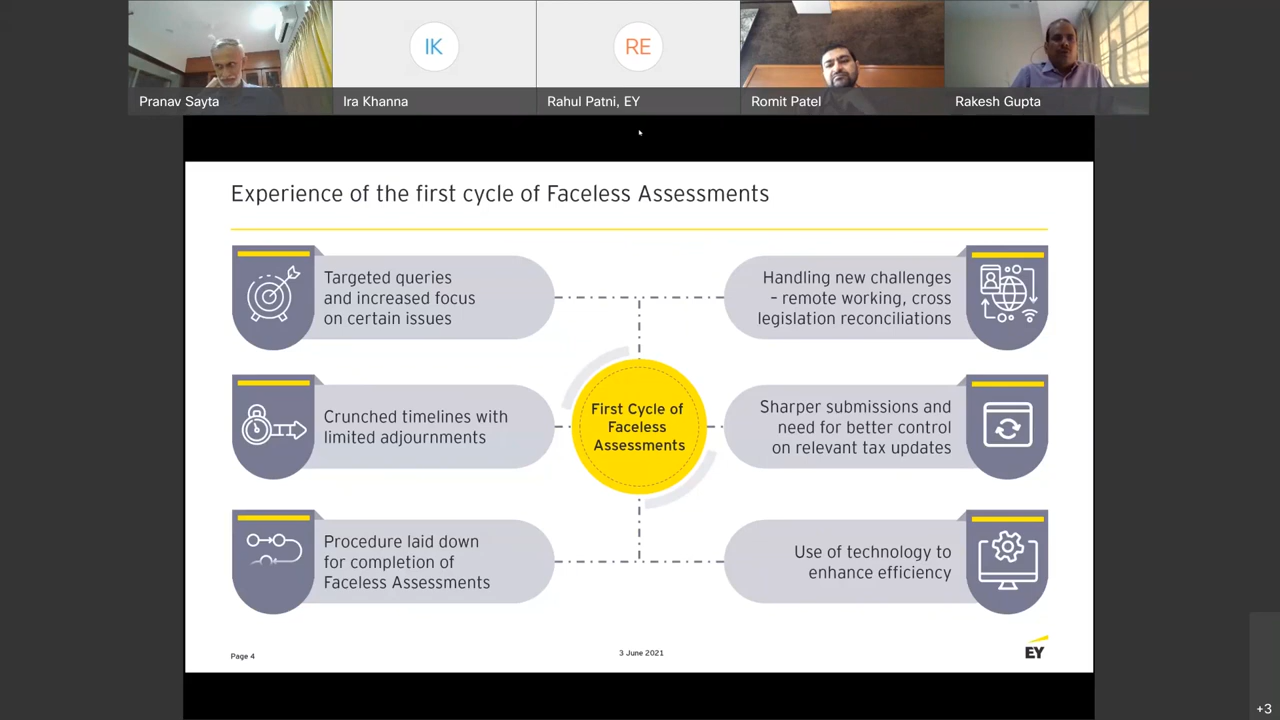 IK
RE
Pranav Sayta
Ira Khanna
Rahul Patni, EY
Romit Patel
Rakesh Gupta
Experience of the first cycle of Faceless Assessments
Targeted queries
and increased focus
on certain issues
Handling new challenges
– remote working, cross
legislation reconciliations
Crunched timelines with
limited adjournments
First Cycle of
Faceless
Assessments
Sharper submissions and
need for better control
on relevant tax updates
Procedure laid down
for completion of
Faceless Assessments
Use of technology to
enhance efficiency
Page 4
3 June 2021
EY
+3